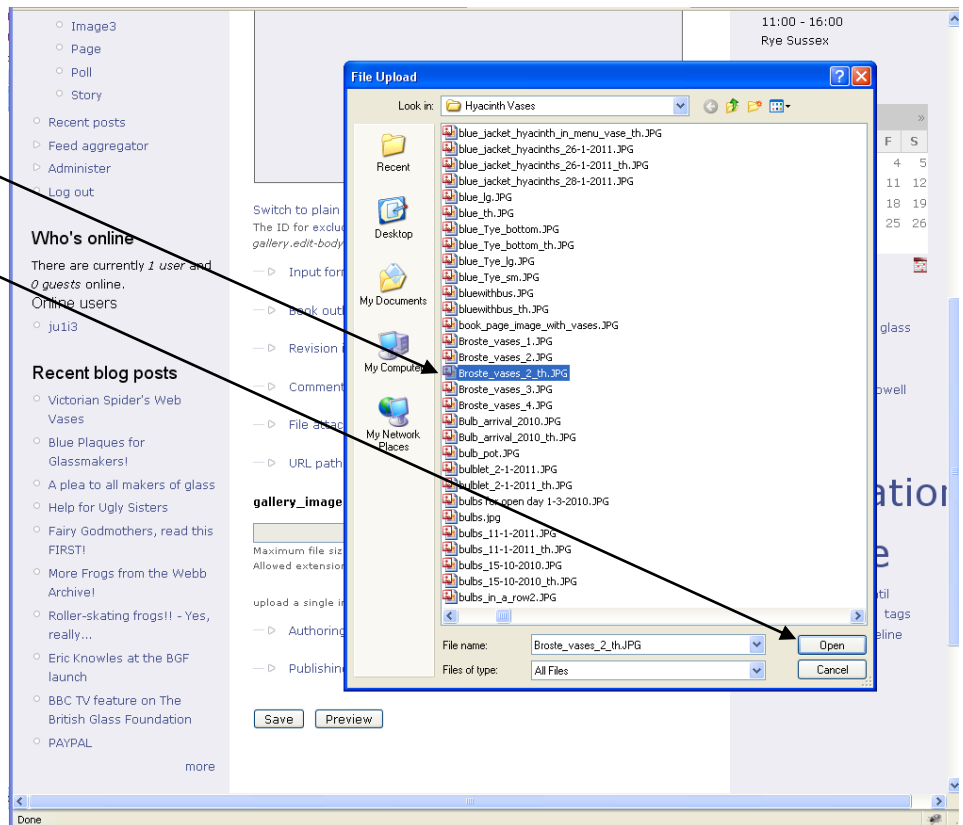 Image3
Page
Poll
Story
Recent posts
Feed aggregator
Administer
Log out
Who's online
There are currently 1 user and
0 guests online.
Online users
ju1i3
Recent blog posts
Victorian Spider's Web
Vases
Blue Plaques for
Glassmakers!
A plea to all makers of glass
Help for Ugly Sisters
Fairy Godmothers, read this
FIRST!
More Frogs from the Webb
Archive!
Roller-skating frogs!! - Yes,
really...
Eric Knowles at the BGF
launch
BBC TV feature on The
British Glass Foundation
PAYPAL
more
Switch to plain
The ID for exclu
gallery.edit-body
Input for
Book out
Revision i
Comment
File attac
URL path
gallery_image
Maximum file siz
Allowed extension
upload a single i
Authoring
Publishin
Save Preview
File Upload
Look in: Hyacinth Vases
Recent
Desktop
My Documents
My Computer
My Network
Places
blue_jacket_hyacinth_in_menu_vase_th.JPG
blue_jacket_hyacinths_26-1-2011.JPG
blue_jacket_hyacinths_26-1-2011_th.JPG
blue_jacket_hyacinths_28-1-2011.JPG
blue_lg.JPG
blue_th.JPG
blue_Tye_bottom.JPG
blue_Tye_bottom_th.JPG
blue_Tye_lg.JPG
blue_Tye_sm.JPG
bluewithbus.JPG
bluewithbus_th.JPG
book_page_image_with_vases.JPG
Broste_vases_1.JPG
Broste_vases_2.JPG
Broste_vases_2_th.JPG
Broste_vases_3.JPG
Broste_vases_4.JPG
Bulb_arrival_2010.JPG
Bulb_arrival_2010_th.JPG
bulb_pot.JPG
bulblet_2-1-2011.JPG
bulblet_2-1-2011_th.JPG
bulbs for open day 1-3-2010.JPG
bulbs.jpg
bulbs_11-1-2011.JPG
bulbs_11-1-2011_th.JPG
bulbs_15-10-2010.JPG
bulbs_15-10-2010_th.JPG
bulbs_in_a_row2.JPG
File name: Broste_vases_2_th.JPG Open
Files of type: All Files Cancel
11:00 - 16:00
Rye Sussex
»
F S
4 5
11 12
18 19
25 26
glass
owell
ation
e
til
tags
eline
Done